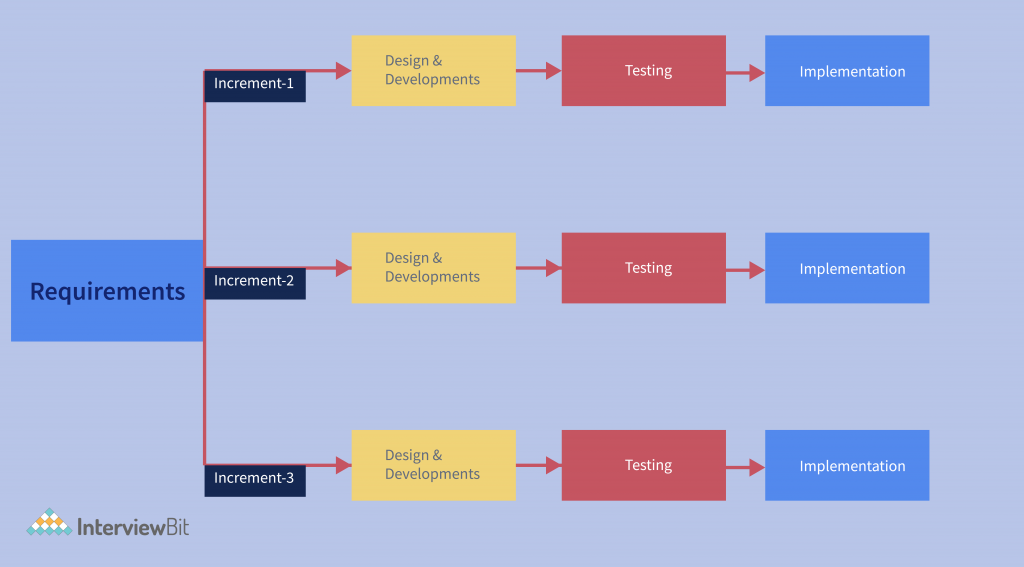 Increment-1
Design &
Developments
Testing
Implementation
Requirements
Increment-2
Design &
Developments
Testing
Implementation
Increment-3
Design &
Developments
Testing
Implementation
InterviewBit